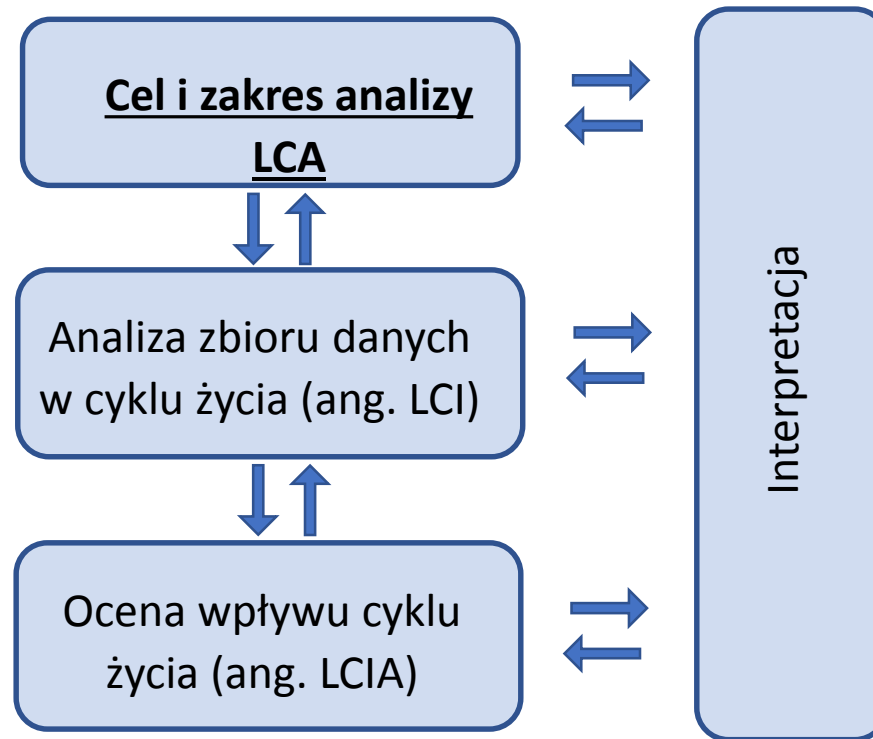 Cel i zakres analizy
LCA
Analiza zbioru danych
w cyklu życia (ang. LCI)
Ocena wpływu cyklu
życia (ang. LCIA)
Interpretacja